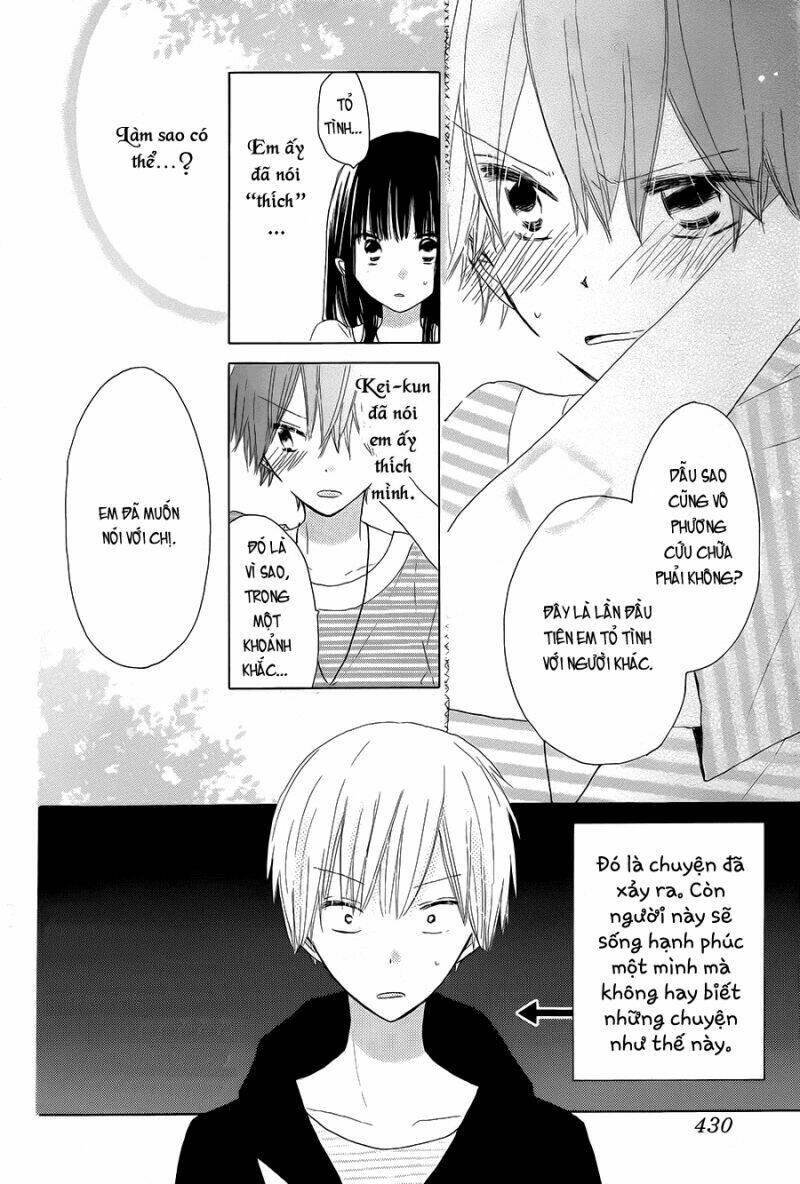 DẪU SAO
CŨNG VÔ
PHƯƠNG
CỨU CHỮA
PHẢI KHÔNG?
ĐÂY LÀ LẦN ĐẦU
TIÊN EM TỎ TÌNH
VỚI NGƯỜI KHÁC.
TỎ
TÌNH...
Em ấy
đã nói
“thích”
...
Làm sao có
thể...?
Kei-kun
đã nói
em ấy
thích
mình.
ĐÓ LÀ
VÌ SAO,
TRONG
MỘT
KHOẢNH
KHẮC...
EM ĐÃ MUỐN
NÓI VỚI CHỊ.
Đó là chuyện đã
xảy ra. Còn
người này sẽ
sống hạnh phúc
một mình mà
không hay biết
những chuyện
như thế này.
430